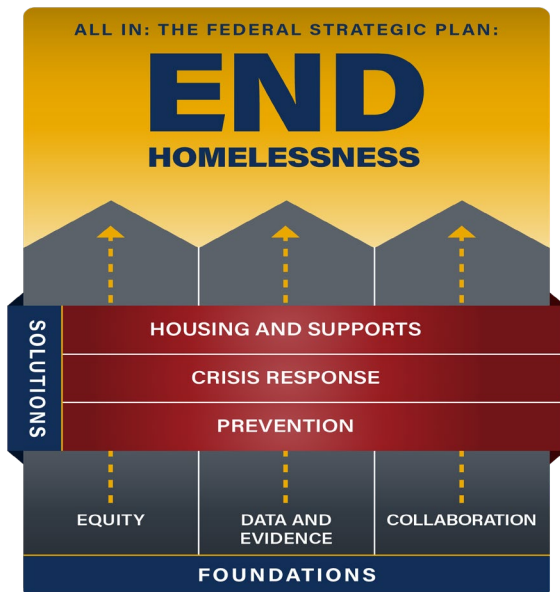 ALL IN: THE FEDERAL STRATEGIC PLAN:
END
HOMELESSNESS
SOLUTIONS
HOUSING AND SUPPORTS
CRISIS RESPONSE
PREVENTION
EQUITY
DATA AND
EVIDENCE
COLLABORATION
FOUNDATIONS